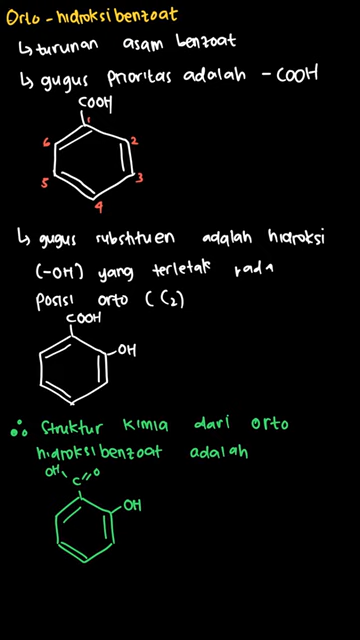 Orto - hidroksibenzoat
↳ turunan asam benzoat
↳ gugus prioritas adalah -COOH
COOH
1
6 2
5 3
4
↳ gugus substituen adalah hidroksi
(-OH) yang terletak pada
posisi orto (C2)
COOH
OH
∴ Struktur kimia dari orto
hidroksibenzoat adalah
OH C O
OH